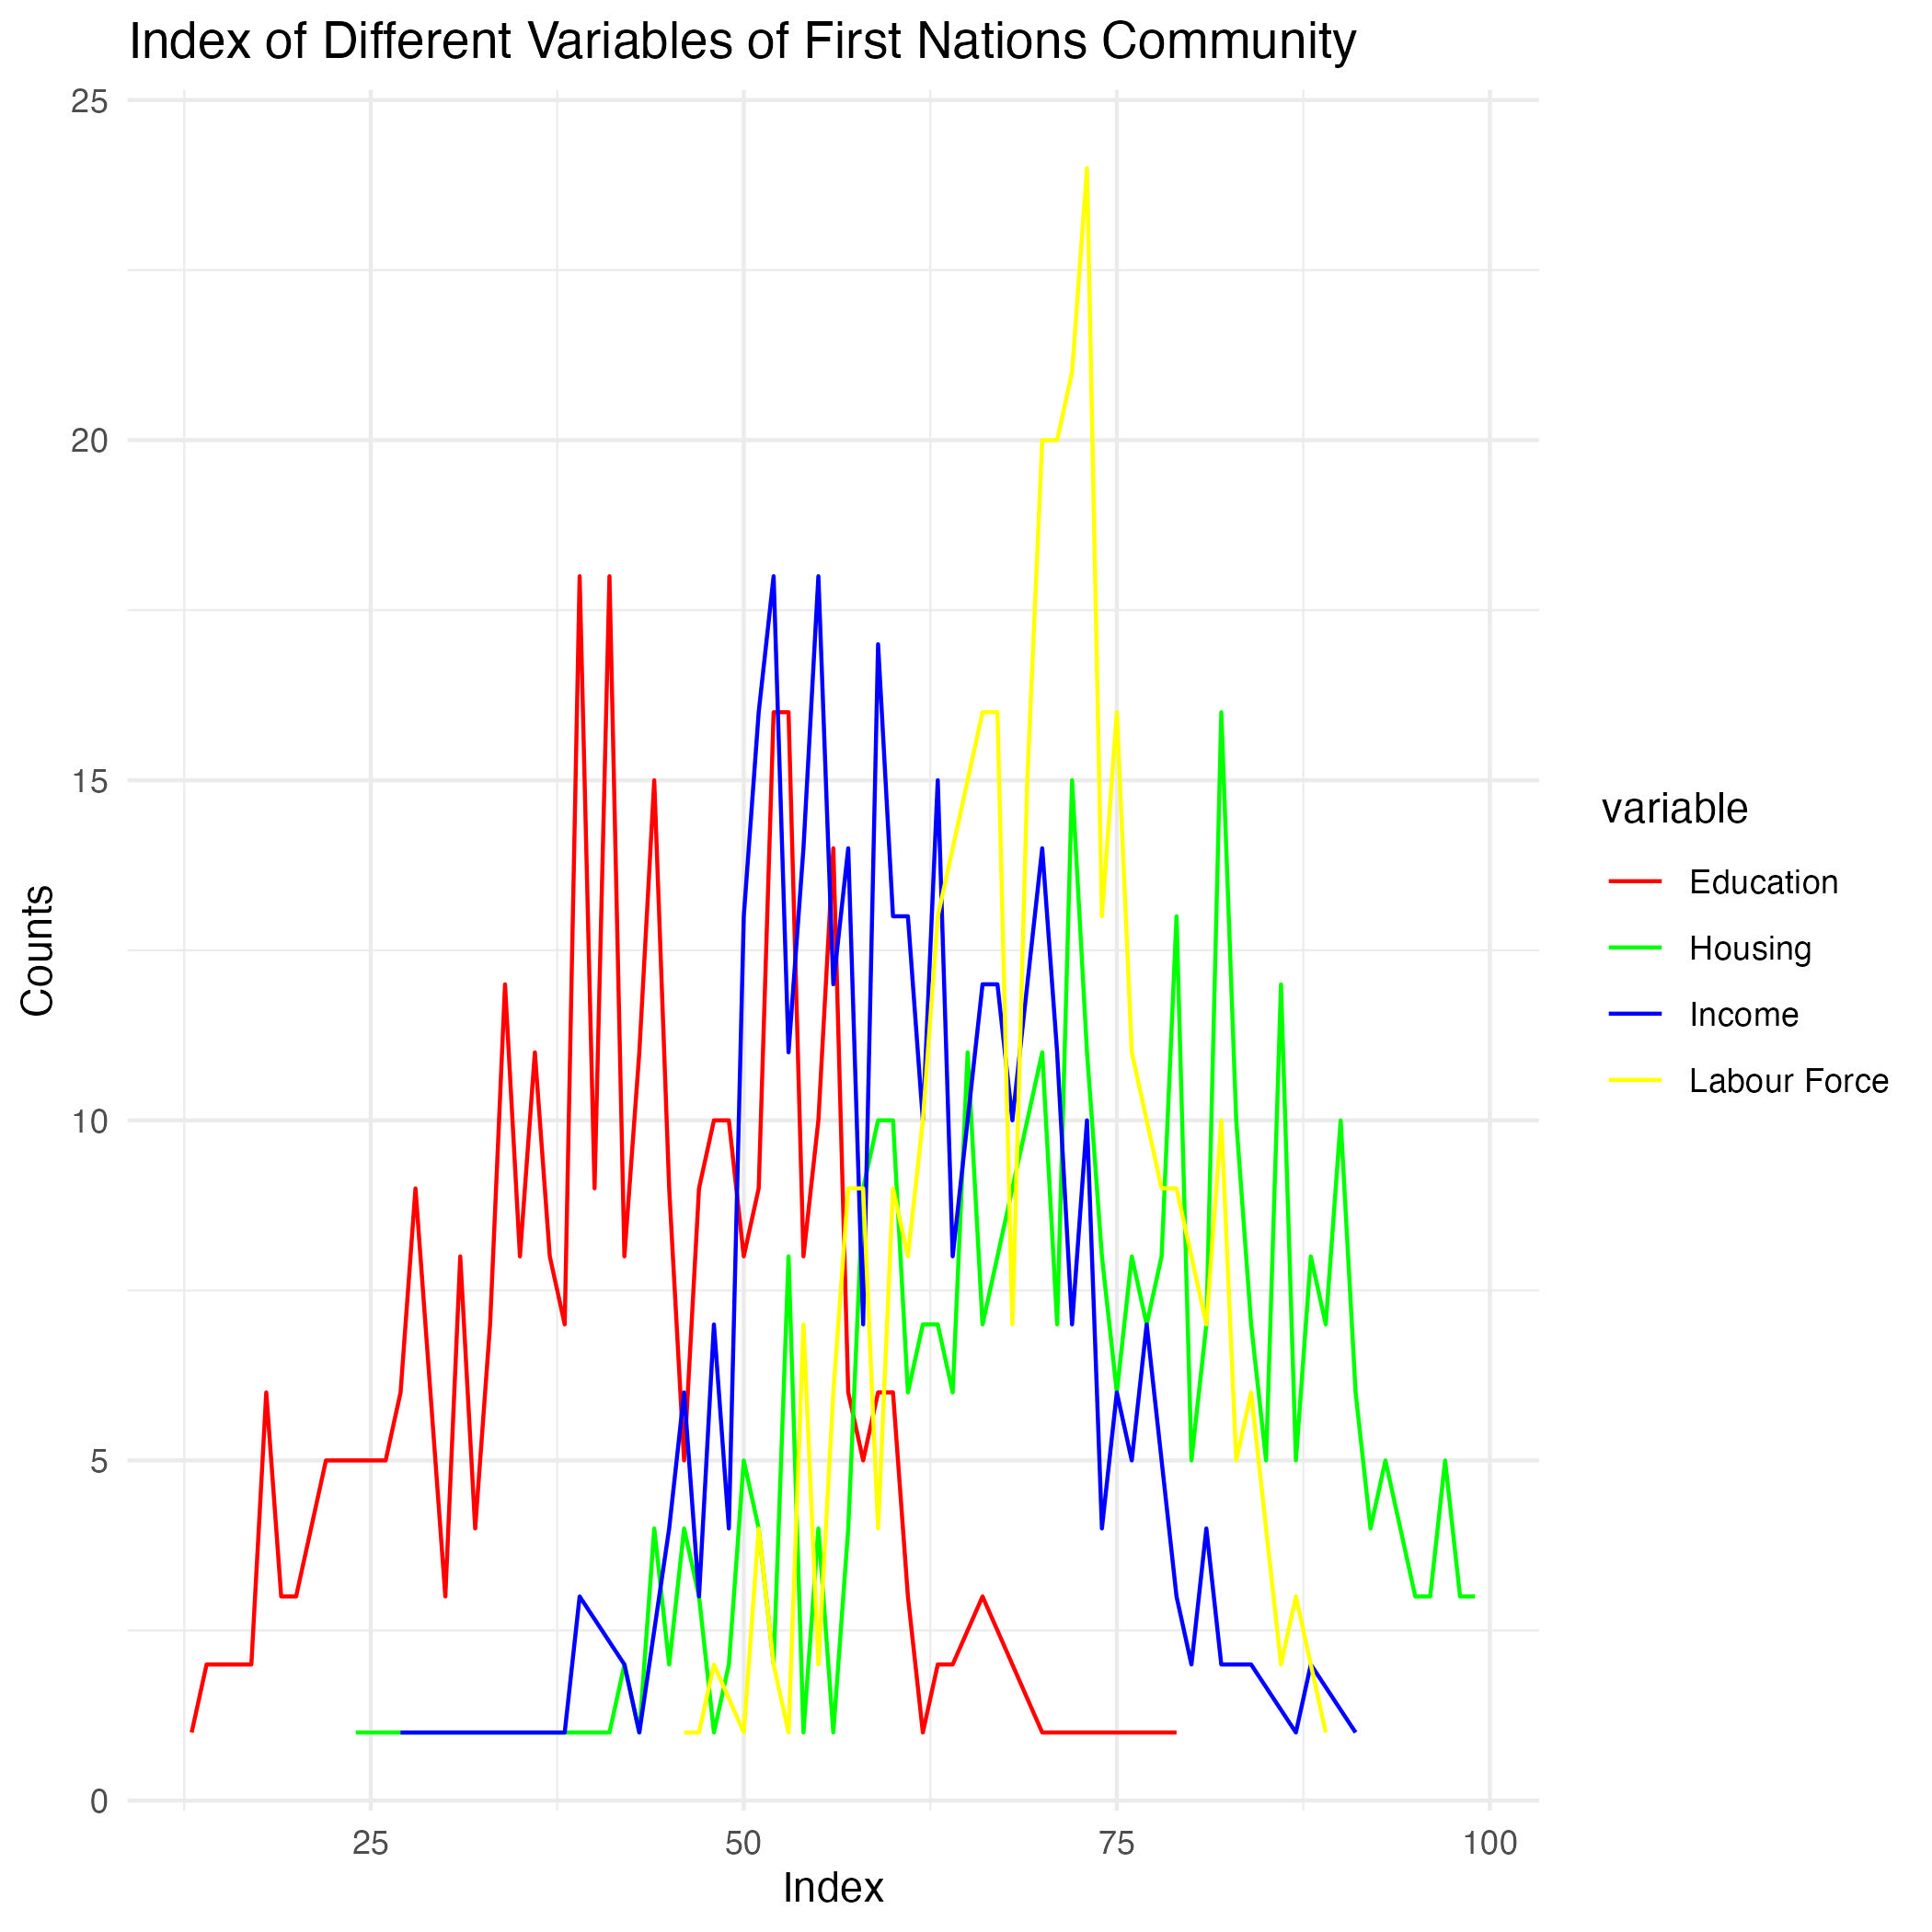 Index of Different Variables of First Nations Community
25
20
15
10
5
0
Counts
25 50 75 100
Index
variable
Education
Housing
Income
Labour Force